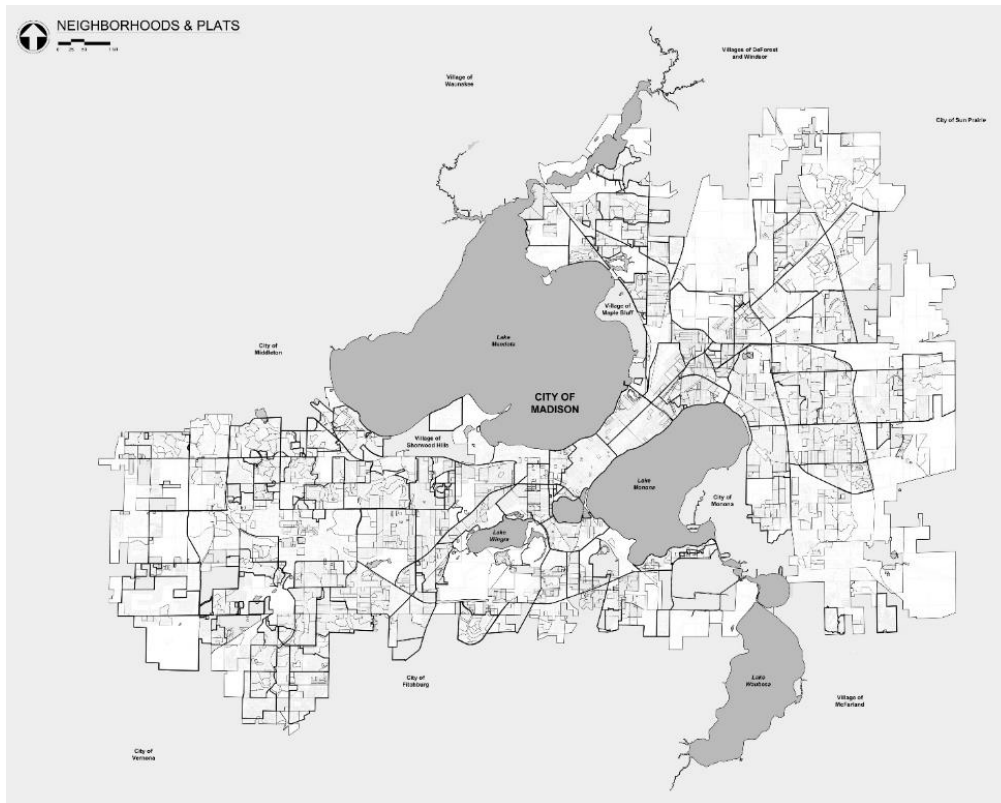 NEIGHBORHOODS & PLATS
Villages of DeForest
and Windsor
Village of
Waunakee
City of Sun Prairie
Village of
Maple Bluff
Lake
Mendota
City of
Middleton
CITY OF
MADISON
Village of
Shorewood Hills
Lake
Monona
City of
Monona
Lake
Wingra
City of
Fitchburg
Lake
Waubesa
Village of
McFarland
City of
Verona